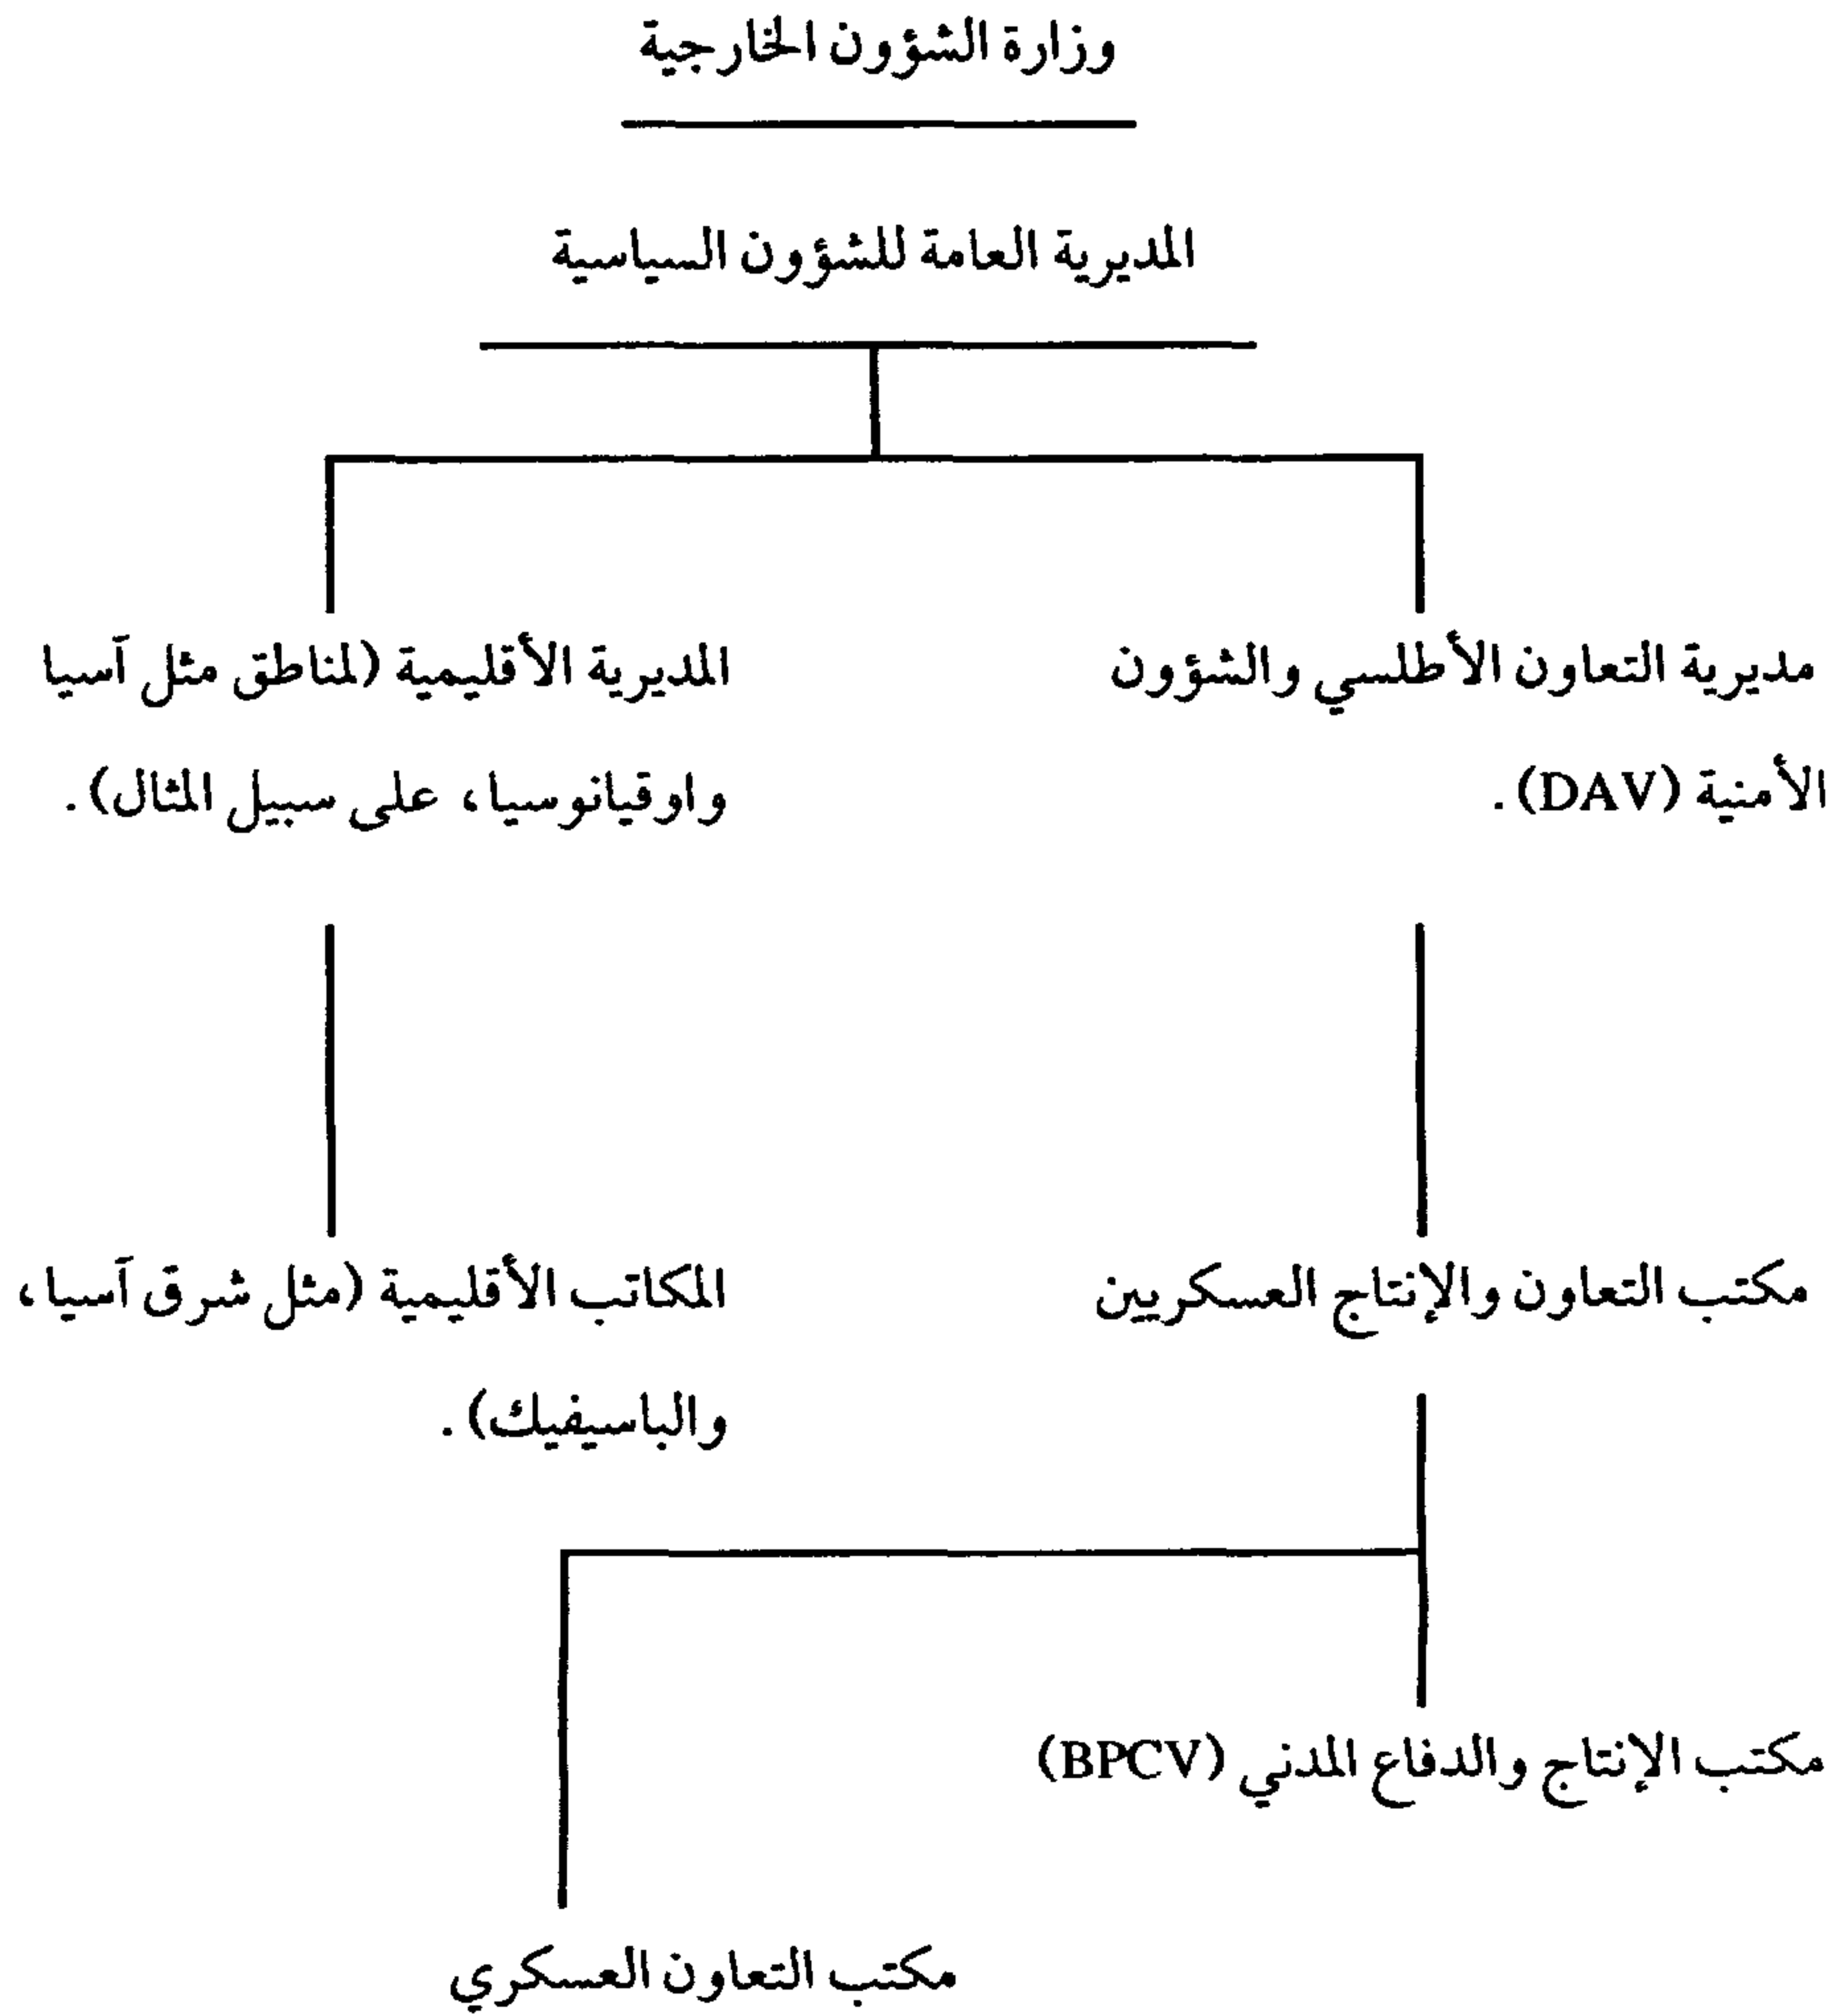 وزارة الشؤون الخارجية
المديرية العامة للشؤون السياسية
مديرية التعاون الأطلسي والشؤون
الأمنية (DAV).
المديرية الأقليمية (لمناطق مثل آسيا
واوقيانوسيا، على سبيل المثال).
مكتب التعاون والإنتاج العسكريين
المكاتب الأقليمية (مثل شرق آسيا،
والباسيفيك).
مكتب الإنتاج والدفاع المدني (BPCV)
مكتب التعاون العسكري